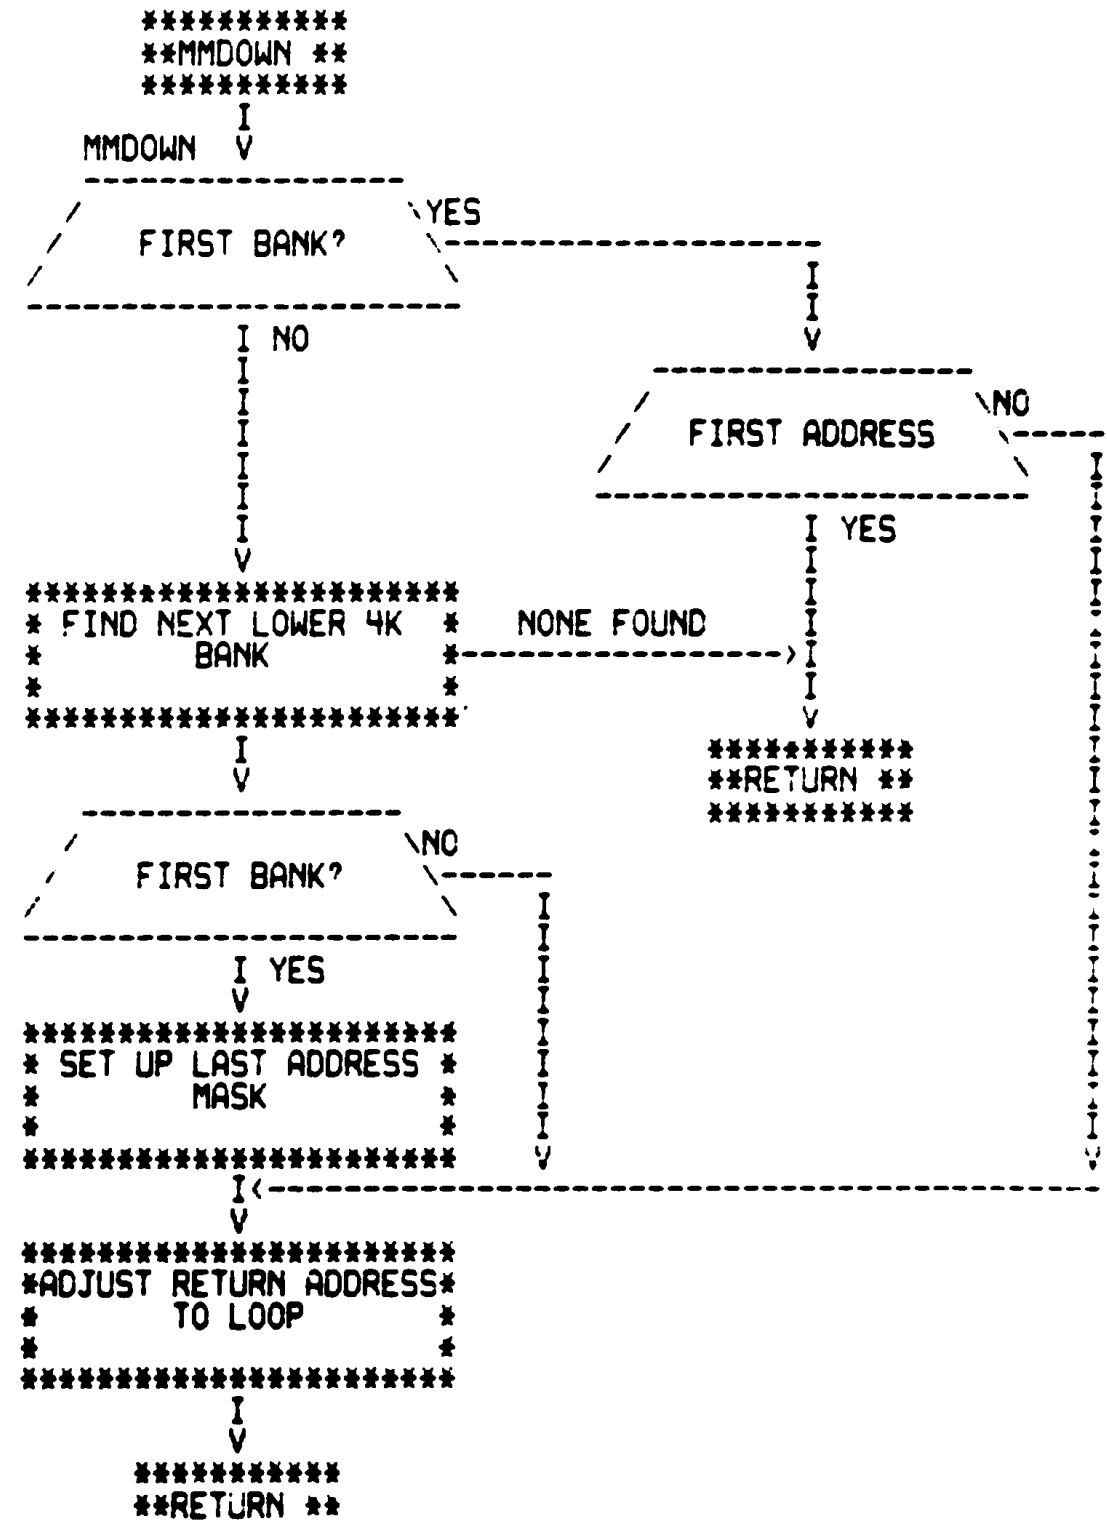 **MMDOWN **
MMDOWN
YES
FIRST BANK?
NO
NO
FIRST ADDRESS
YES
FIND NEXT LOWER 4K
BANK
NONE FOUND
**RETURN **
NO
FIRST BANK?
YES
SET UP LAST ADDRESS
MASK
ADJUST RETURN ADDRESS
TO LOOP
**RETURN **